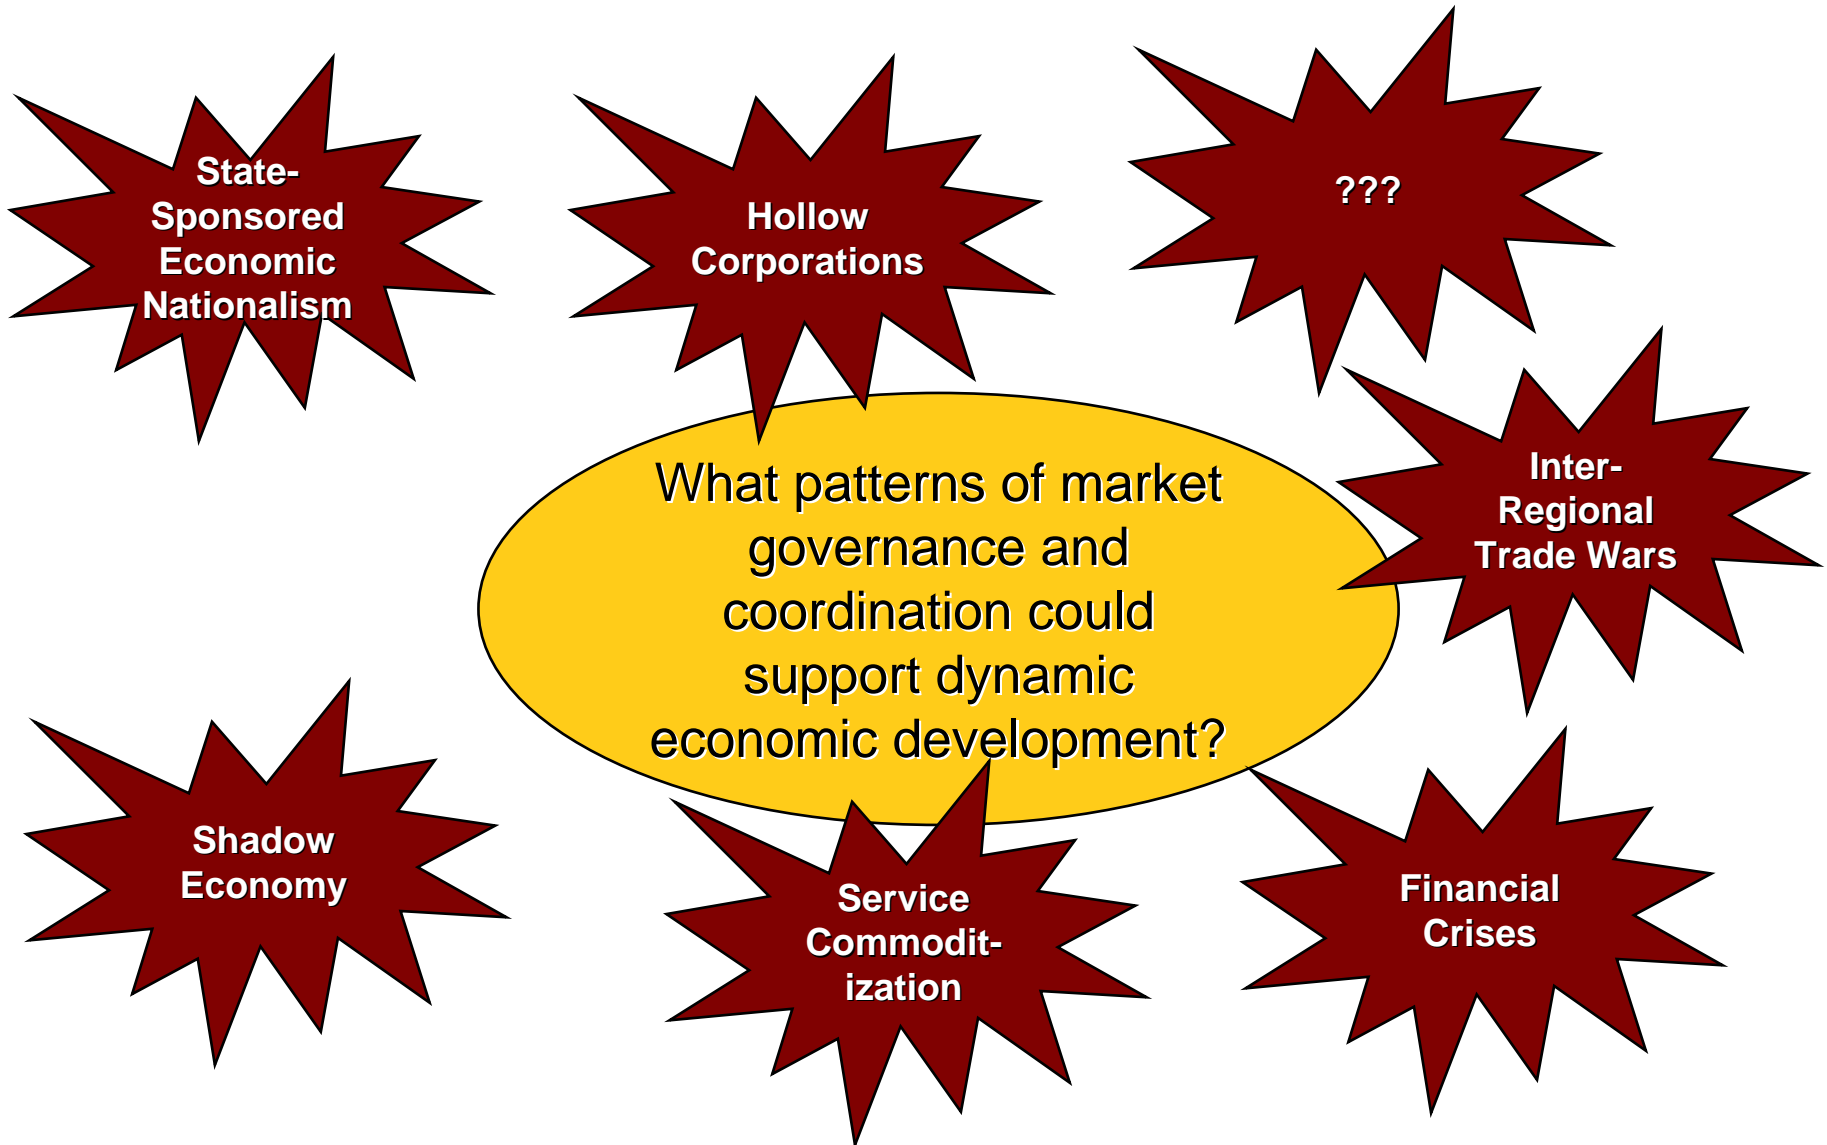 State-
Sponsored
Economic
Nationalism
Hollow
Corporations
???
Inter-
Regional
Trade Wars
What patterns of market
governance and
coordination could
support dynamic
economic development?
Shadow
Economy
Service
Commodit-
ization
Financial
Crises